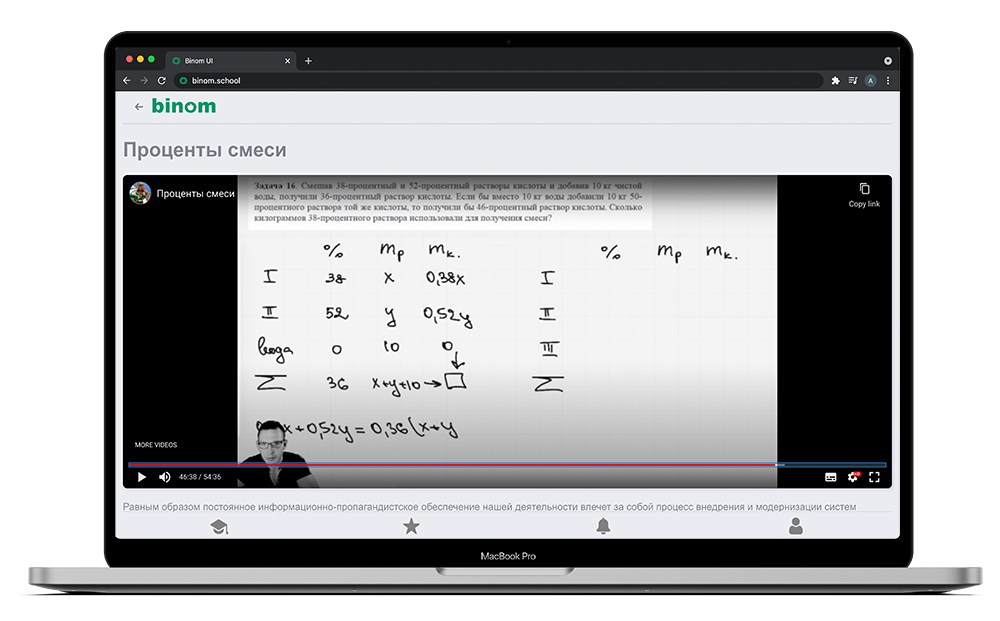 Binom UI
binom.school
A
binom
Проценты смеси
Проценты смеси
Copy link
Задача 16. Смешав 38-процентный и 52-процентный растворы кислоты и добавив 10 кг чистой
воды, получили 36-процентный раствор кислоты. Если бы вместо 10 кг воды добавили 10 кг 50-
процентного раствора той же кислоты, то получили бы 46-процентный раствор кислоты. Сколько
килограммов 38-процентного раствора использовали для получения смеси?
% mр mк. % mр mк.
I 38 x 0,38x I
II 52 y 0,52y II
вода 0 10 0 III
Σ 36 x+y+10 → Σ
x+0,52y = 0,36(x+y
MORE VIDEOS
46:38 / 54:36
HD
Равным образом постоянное информационно-пропагандистское обеспечение нашей деятельности влечет за собой процесс внедрения и модернизации систем
MacBook Pro